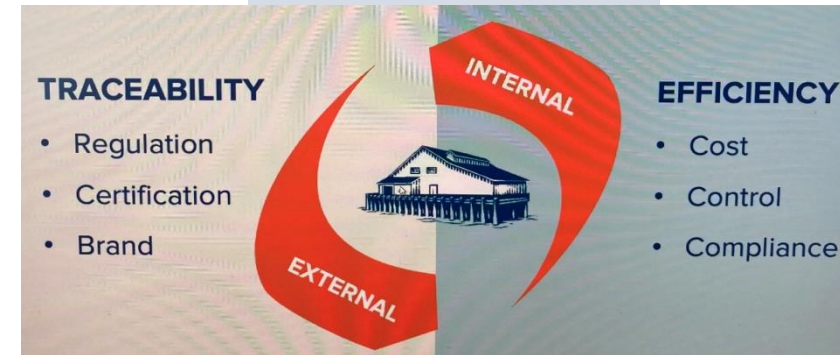 TRACEABILITY
• Regulation
• Certification
• Brand
EXTERNAL
INTERNAL
EFFICIENCY
• Cost
• Control
• Compliance